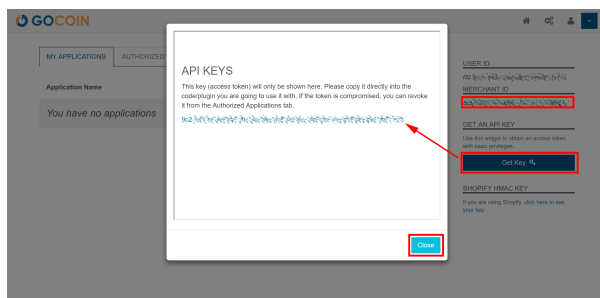 GOCOIN
MY APPLICATIONS
AUTHORIZED
Application Name
You have no applications
API KEYS
This key (access token) will only be shown here. Please copy it directly into the
code/plugin you are going to use it with. If the token is compromised, you can revoke
it from the Authorized Applications tab.
9c2
Close
USER ID
MERCHANT ID
GET AN API KEY
Use this widget to obtain an access token
with basic privileges.
Get Key
SHOPIFY HMAC KEY
If you are using Shopify, click here to see
your key